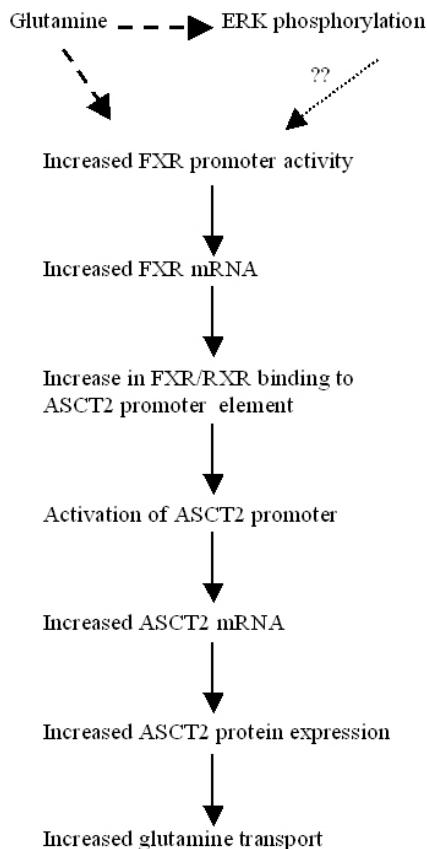 Glutamine
ERK phosphorylation
??
Increased FXR promoter activity
Increased FXR mRNA
Increase in FXR/RXR binding to
ASCT2 promoter element
Activation of ASCT2 promoter
Increased ASCT2 mRNA
Increased ASCT2 protein expression
Increased glutamine transport